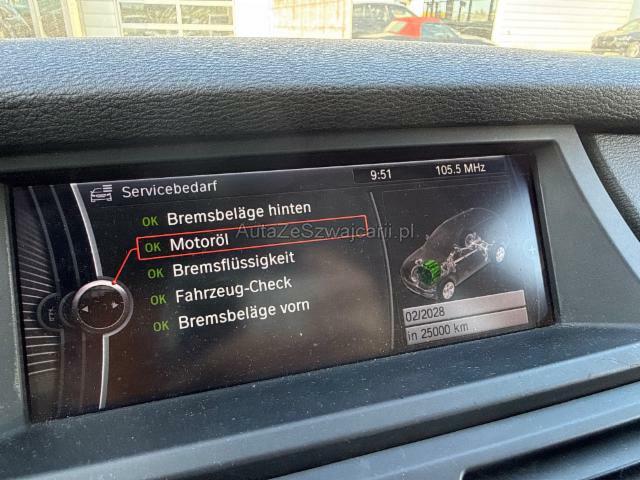 Servicebedarf
9:51
105.5 MHz
OK Bremsbeläge hinten
OK Motoröl
OK Bremsflüssigkeit
OK Fahrzeug-Check
OK Bremsbeläge vorn
02/2028
in 25000 km
AutaZeSzwajcarii.pl